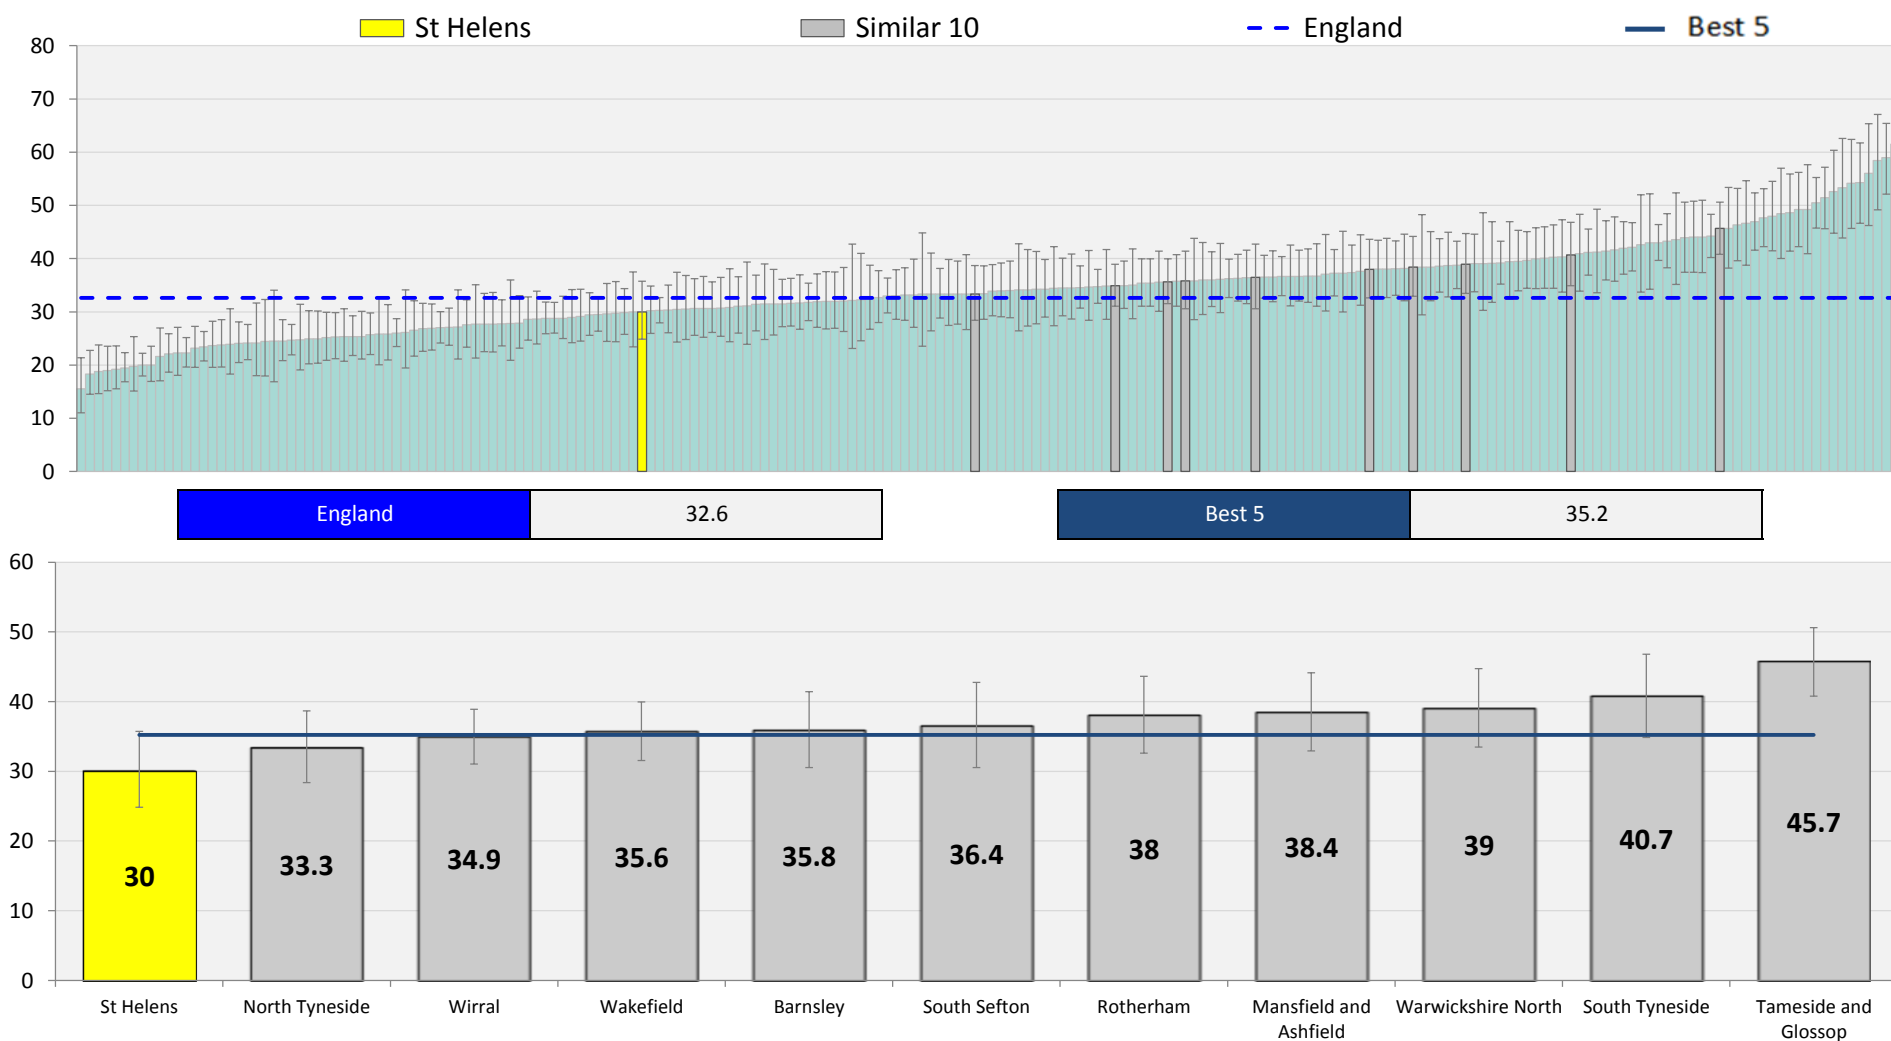 St Helens
Similar 10
England
Best 5
80
70
60
50
40
30
20
10
0
England
32.6
Best 5
35.2
60
50
40
30
20
10
0
30
33.3
34.9
35.6
35.8
36.4
38
38.4
39
40.7
45.7
St Helens
North Tyneside
Wirral
Wakefield
Barnsley
South Sefton
Rotherham
Mansfield and
Ashfield
Warwickshire North
South Tyneside
Tameside and
Glossop